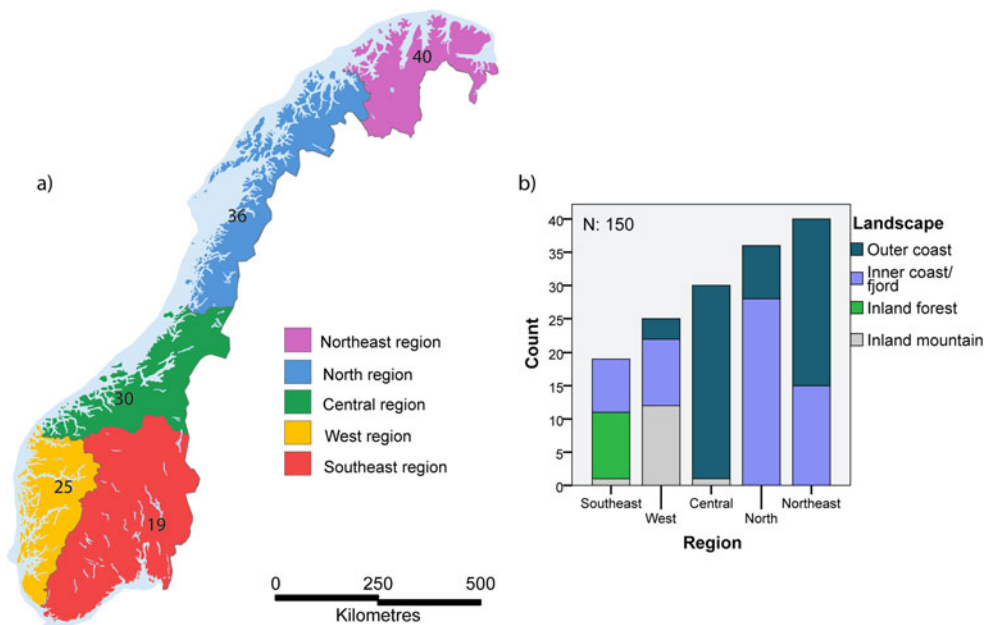 a)
40
36
30
25
19
Northeast region
North region
Central region
West region
Southeast region
0 250 500
Kilometres
b)
N: 150
40
35
30
25
20
15
10
5
0
Count
Southeast
West
Central
North
Northeast
Region
Landscape
Outer coast
Inner coast/
fjord
Inland forest
Inland mountain